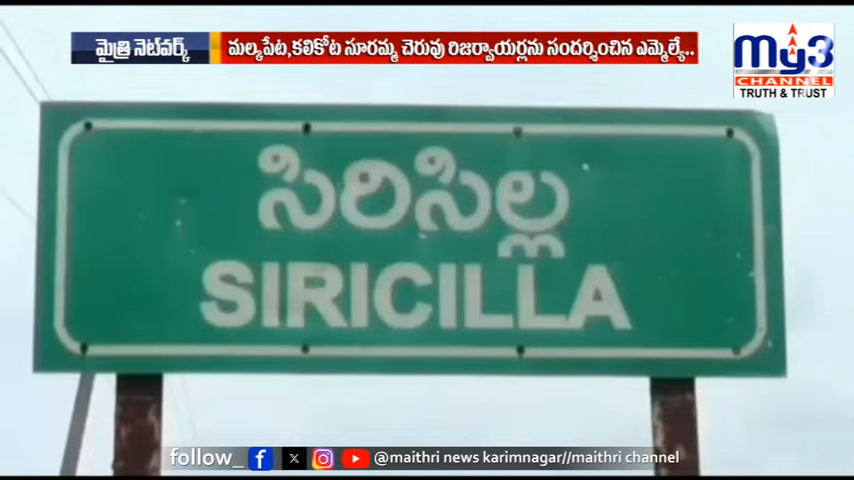 మైత్రి నెట్‌వర్క్ మల్కపేట,కలికోట సూరమ్మ చెరువు రిజర్వాయర్లను సందర్శించిన ఎమ్మెల్యే..
My3
CHANNEL
TRUTH & TRUST
సిరిసిల్ల
SIRICILLA
follow_ @maithri news karimnagar//maithri channel